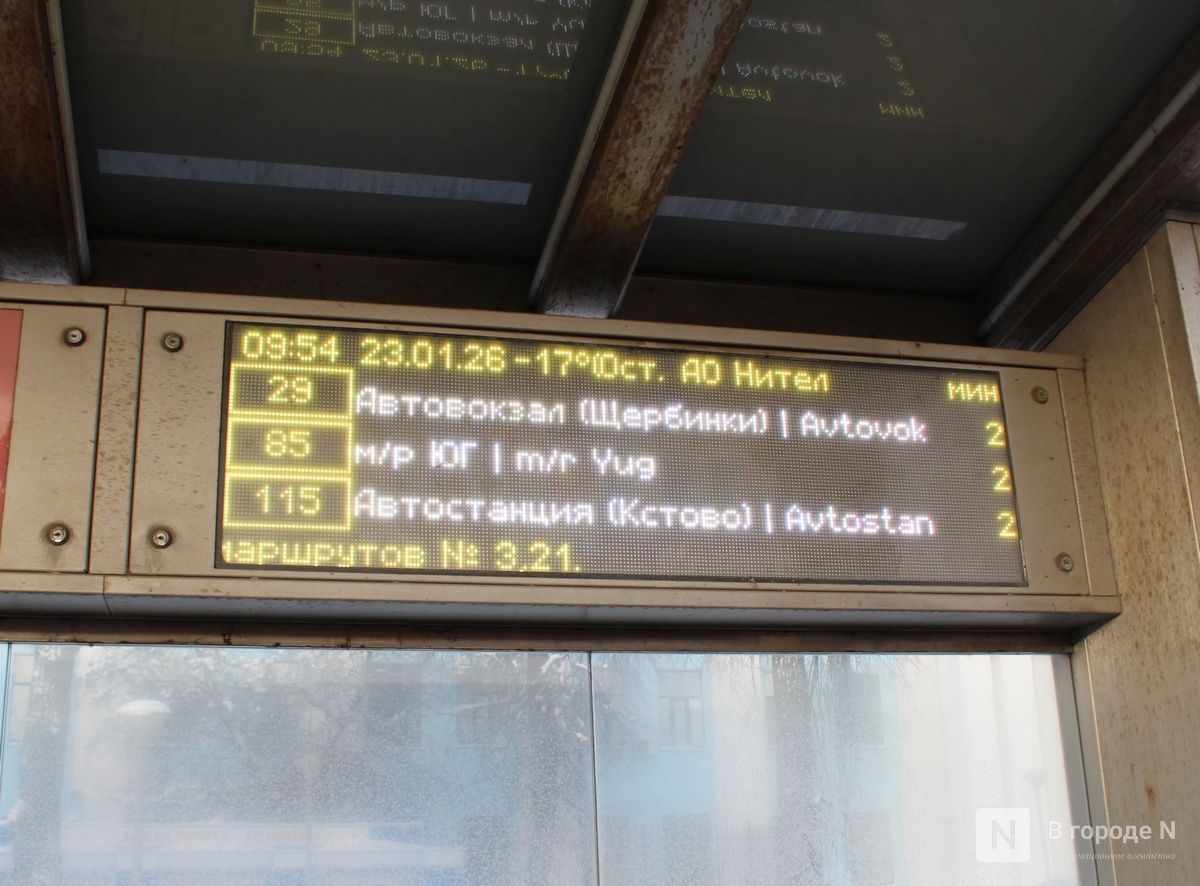 09:54 23.01.26 -17° Ост. АО Нител мин
29 Автовокзал (Щербинки) | Avtovok 2
85 м/р ЮГ | m/r Yug 2
115 Автостанция (Кстово) | Avtostan 2
маршрутов № 3,21.
N В городе N